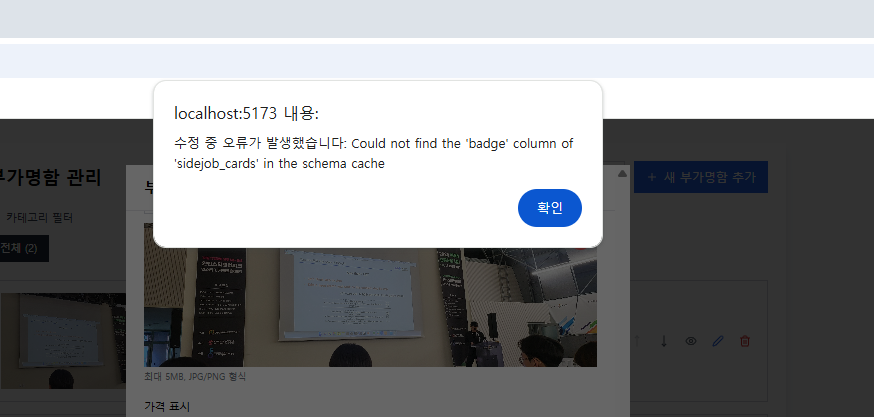 localhost:5173 내용:
수정 중 오류가 발생했습니다: Could not find the 'badge' column of
'sidejob_cards' in the schema cache
확인
부가명함 관리
+ 새 부가명함 추가
카테고리 필터
전체 (2)
최대 5MB, JPG/PNG 형식
가격 표시